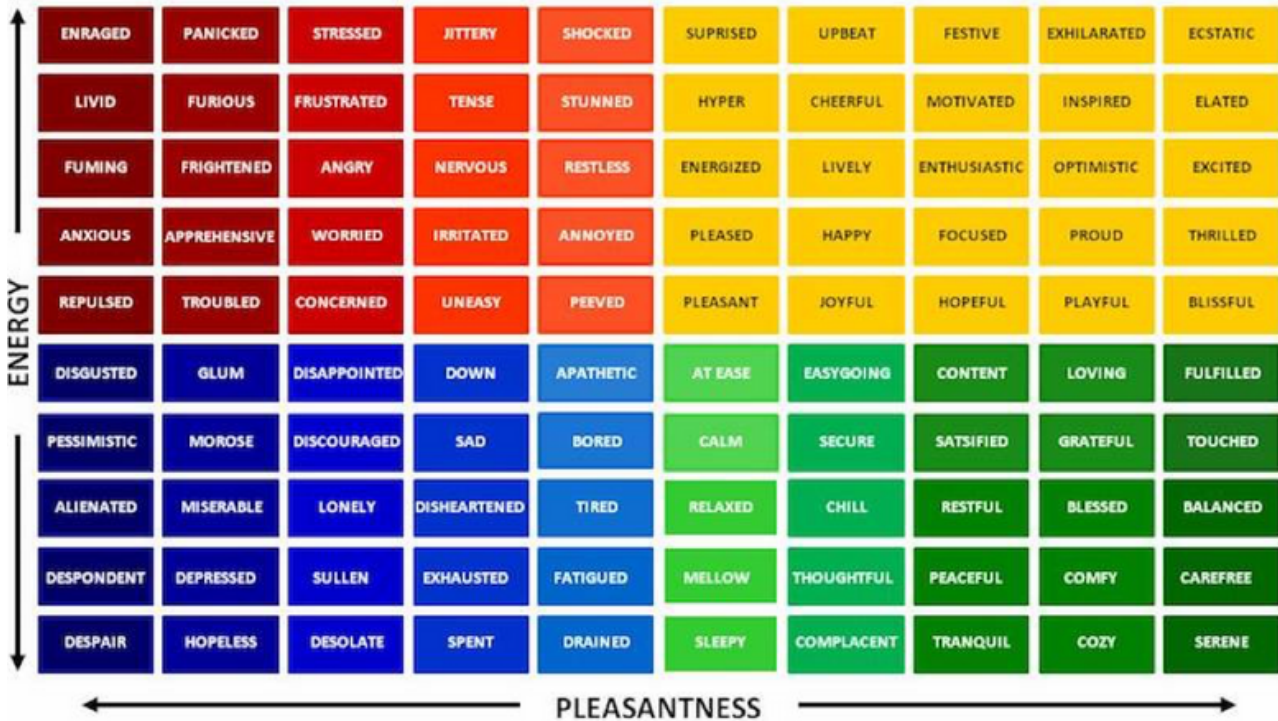 ENRAGED PANICKED STRESSED JITTERY SHOCKED SUPRISED UPBEAT FESTIVE EXHILARATED ECSTATIC
LIVID FURIOUS FRUSTRATED TENSE STUNNED HYPER CHEERFUL MOTIVATED INSPIRED ELATED
FUMING FRIGHTENED ANGRY NERVOUS RESTLESS ENERGIZED LIVELY ENTHUSIASTIC OPTIMISTIC EXCITED
ANXIOUS APPREHENSIVE WORRIED IRRITATED ANNOYED PLEASED HAPPY FOCUSED PROUD THRILLED
REPULSED TROUBLED CONCERNED UNEASY PEEVED PLEASANT JOYFUL HOPEFUL PLAYFUL BLISSFUL
ENERGY
DISGUSTED GLUM DISAPPOINTED DOWN APATHETIC AT EASE EASYGOING CONTENT LOVING FULFILLED
PESSIMISTIC MOROSE DISCOURAGED SAD BORED CALM SECURE SATSIFIED GRATEFUL TOUCHED
ALIENATED MISERABLE LONELY DISHEARTENED TIRED RELAXED CHILL RESTFUL BLESSED BALANCED
DESPONDENT DEPRESSED SULLEN EXHAUSTED FATIGUED MELLOW THOUGHTFUL PEACEFUL COMFY CAREFREE
DESPAIR HOPELESS DESOLATE SPENT DRAINED SLEEPY COMPLACENT TRANQUIL COZY SERENE
PLEASANTNESS